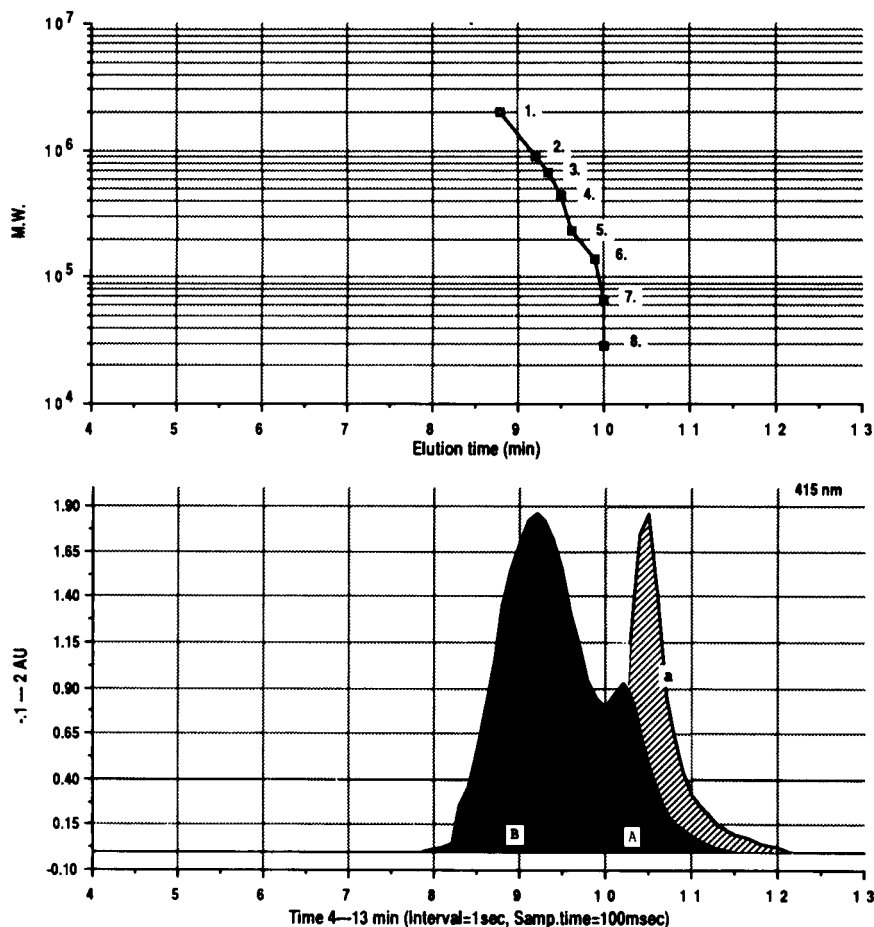 10^7
1.
10^6
2.
3.
4.
M.W.
5.
6.
10^5
7.
8.
10^4
4 5 6 7 8 9 10 11 12 13
Elution time (min)
415 nm
1.90
1.65
1.40
1.15
-.1 — 2 AU
0.90
a
0.65
0.40
0.15
B A
-0.10
4 5 6 7 8 9 10 11 12 13
Time 4—13 min (Interval=1sec, Samp.time=100msec)